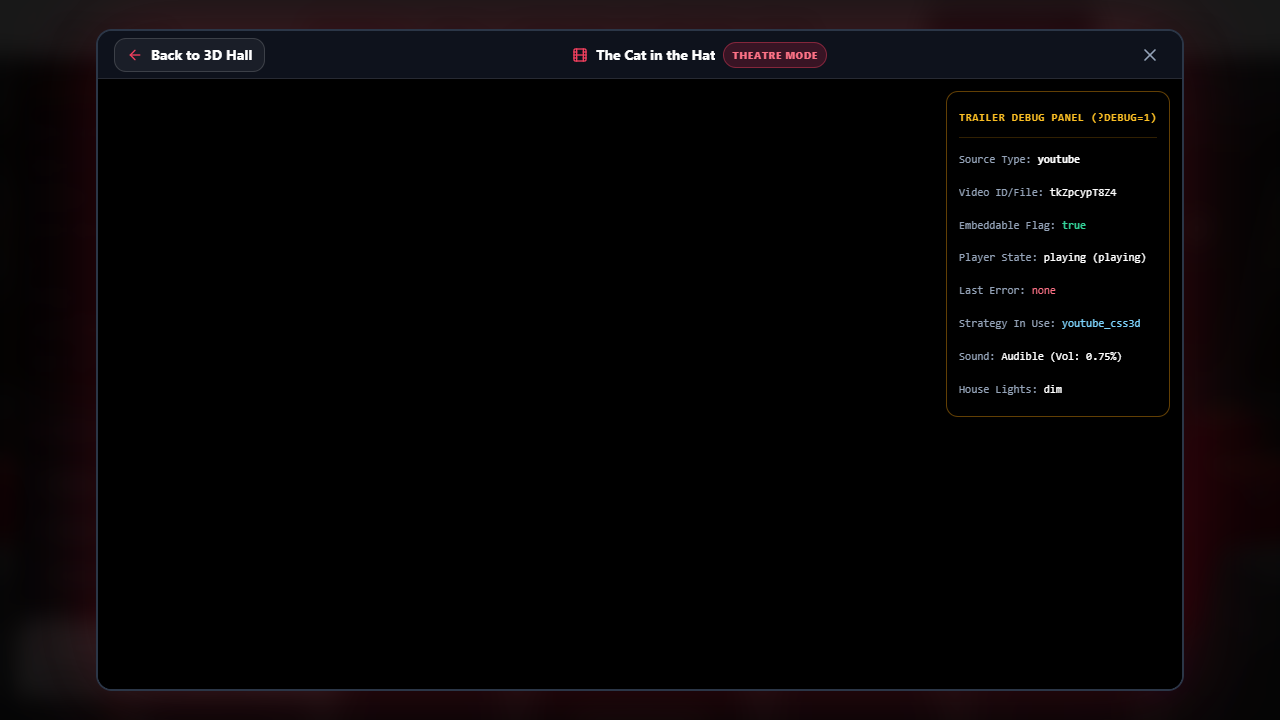 Back to 3D Hall
The Cat in the Hat
THEATRE MODE
TRAILER DEBUG PANEL (?DEBUG=1)
Source Type: youtube
Video ID/File: tkZpcypT8Z4
Embeddable Flag: true
Player State: playing (playing)
Last Error: none
Strategy In Use: youtube_css3d
Sound: Audible (Vol: 0.75%)
House Lights: dim